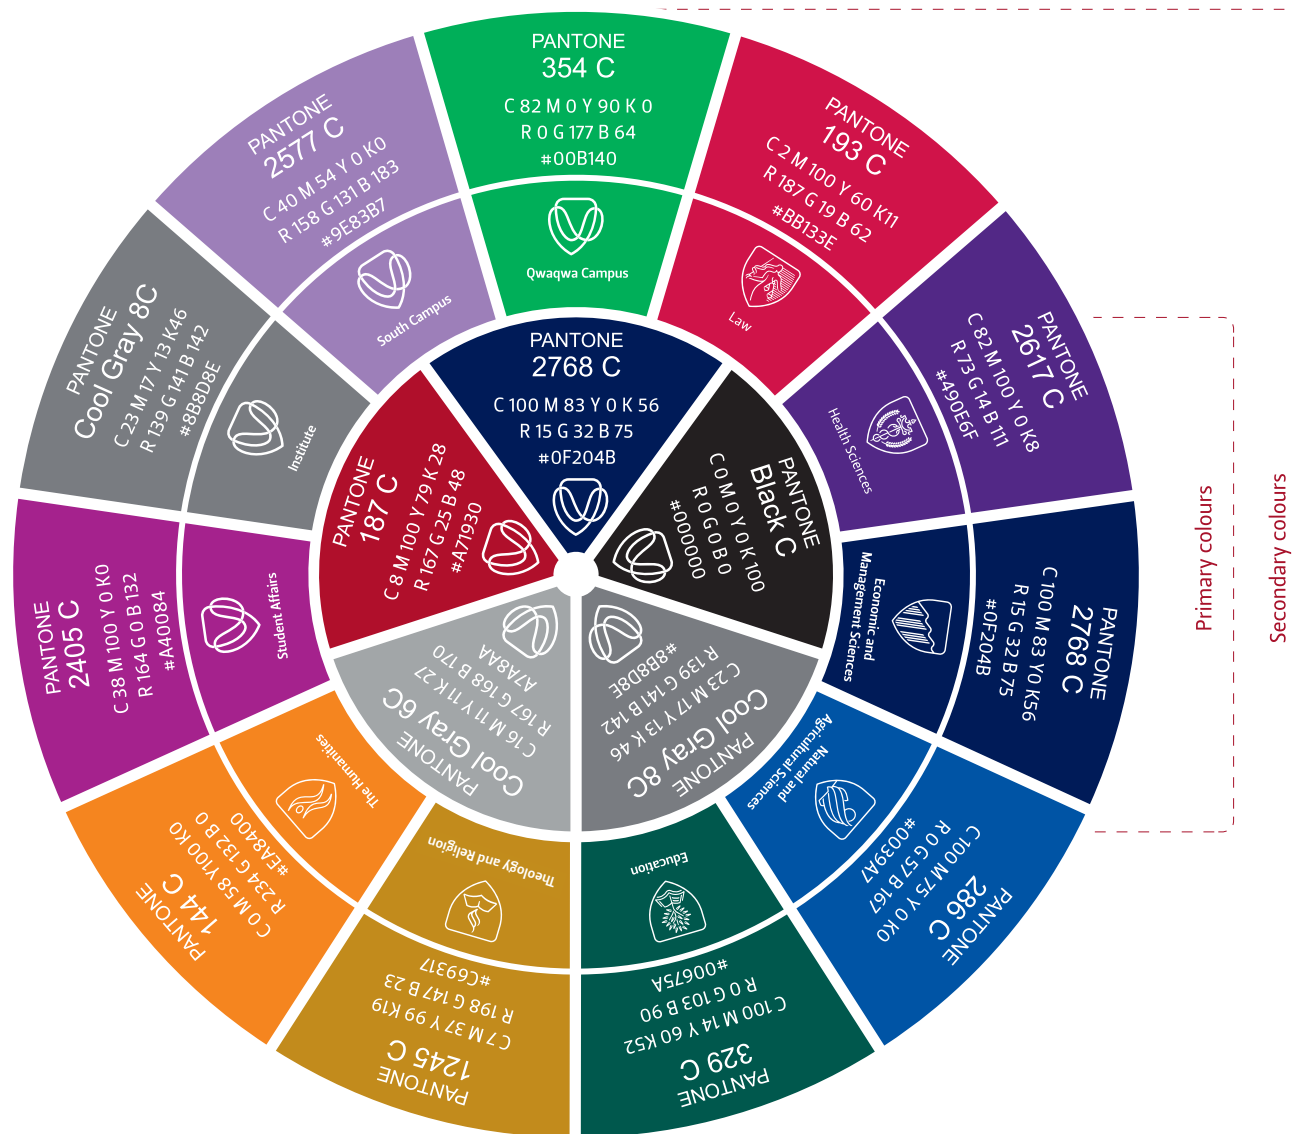 PANTONE
354 C
C 82 M 0 Y 90 K 0
R 0 G 177 B 64
#00B140
Qwaqwa Campus
PANTONE
193 C
C 2 M 100 Y 60 K11
R 187 G 19 B 62
#BB133E
Law
PANTONE
2617 C
C 82 M 100 Y 0 K8
R 73 G 14 B 111
#490E6F
Health Sciences
PANTONE
2768 C
C 100 M 83 Y0 K56
R 15 G 32 B 75
#0F204B
Economic and
Management Sciences
PANTONE
286 C
C 100 M 75 Y 0 K0
R 0 G 57 B 167
#0039A7
Natural and
Agricultural Sciences
PANTONE
329 C
C 100 M 14 Y 60 K52
R 0 G 103 B 90
#00675A
Education
PANTONE
1245 C
C 7 M 37 Y 99 K19
R 198 G 147 B 23
#C69317
Theology and Religion
PANTONE
144 C
C 0 M 58 Y100 K0
R 234 G 132 B 0
#EA8400
The Humanities
PANTONE
2405 C
C 38 M 100 Y 0 K0
R 164 G 0 B 132
#A40084
Student Affairs
PANTONE
Cool Gray 8C
C 23 M 17 Y 13 K46
R 139 G 141 B 142
#8B8D8E
Institute
PANTONE
2577 C
C 40 M 54 Y 0 K0
R 158 G 131 B 183
#9E83B7
South Campus
PANTONE
2768 C
C 100 M 83 Y 0 K 56
R 15 G 32 B 75
#0F204B
PANTONE
Black C
C 0 M 0 Y 0 K 100
R 0 G 0 B 0
#000000
PANTONE
Cool Gray 8C
C 23 M 17 Y 13 K 46
R 139 G 141 B 142
#8B8D8E
PANTONE
Cool Gray 6C
C 16 M 11 Y 11 K 27
R 167 G 168 B 170
A7A8AA
PANTONE
187 C
C 8 M 100 Y 79 K 28
R 167 G 25 B 48
#A71930
Primary colours
Secondary colours